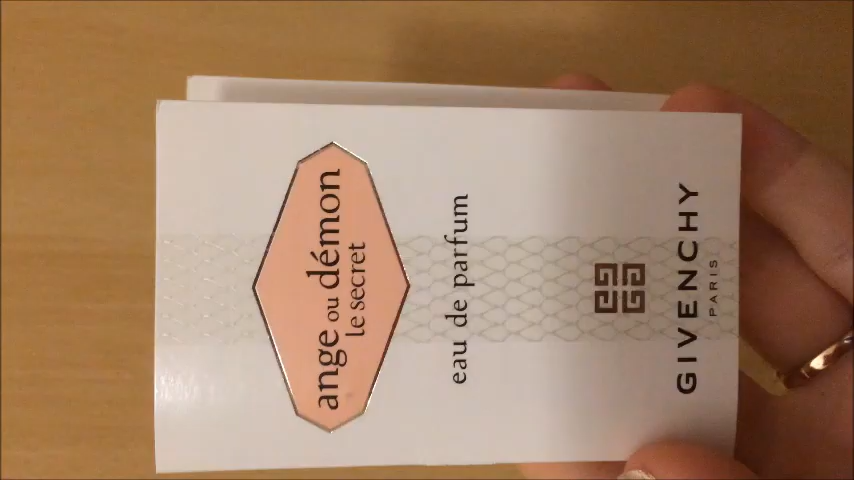 ange ou démon
le secret
eau de parfum
GIVENCHY
PARIS